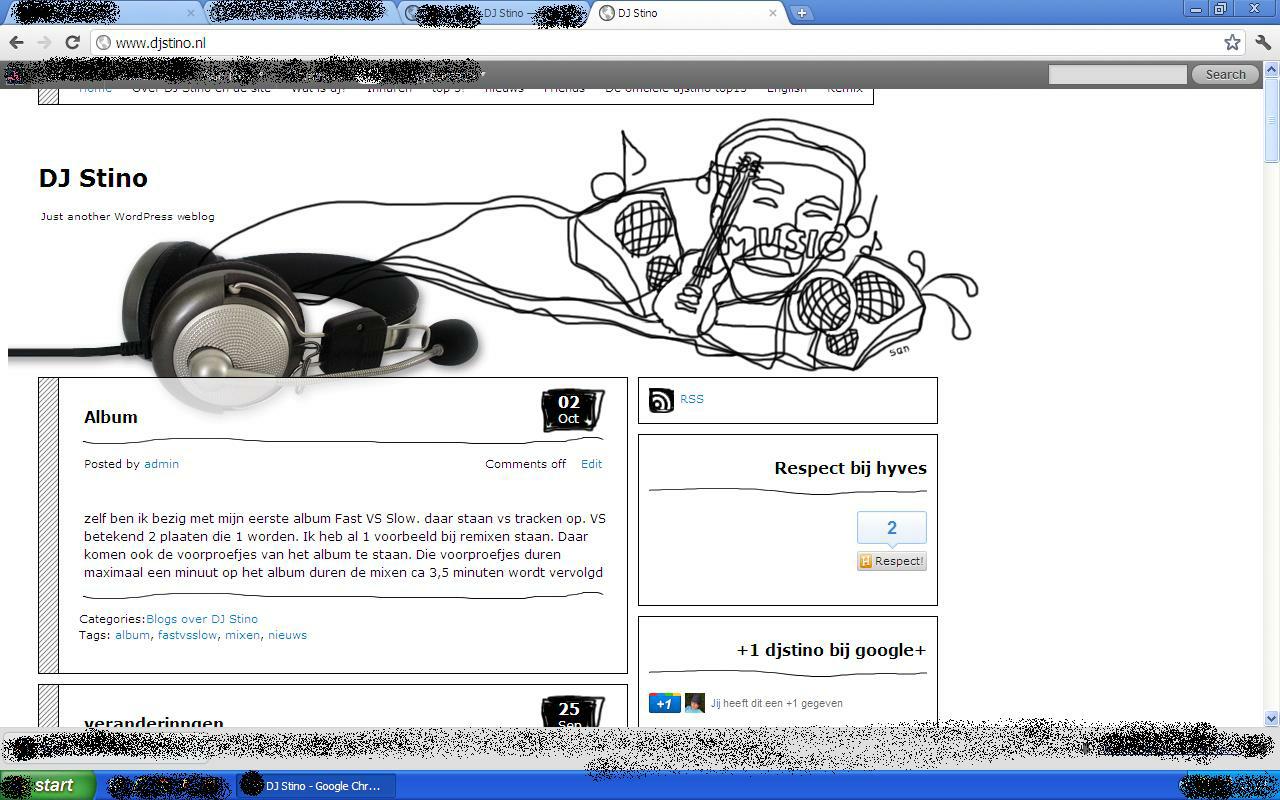 DJ Stino
DJ Stino
www.djstino.nl
Search
Home Over DJ Stino en de site Wat is dj? Inhuren top 5! nieuws Friends De officiele djstino top15 English Remix
DJ Stino
Just another WordPress weblog
MUSIC
san
Album
02
Oct
Posted by admin
Comments off Edit
zelf ben ik bezig met mijn eerste album Fast VS Slow. daar staan vs tracken op. VS
betekend 2 plaaten die 1 worden. Ik heb al 1 voorbeeld bij remixen staan. Daar
komen ook de voorproefjes van het album te staan. Die voorproefjes duren
maximaal een minuut op het album duren de mixen ca 3,5 minuten wordt vervolgd
Categories:Blogs over DJ Stino
Tags: album, fastvsslow, mixen, nieuws
veranderinngen
25
Sep
RSS
Respect bij hyves
2
Respect!
+1 djstino bij google+
+1 Jij heeft dit een +1 gegeven
start
DJ Stino - Google Chr...